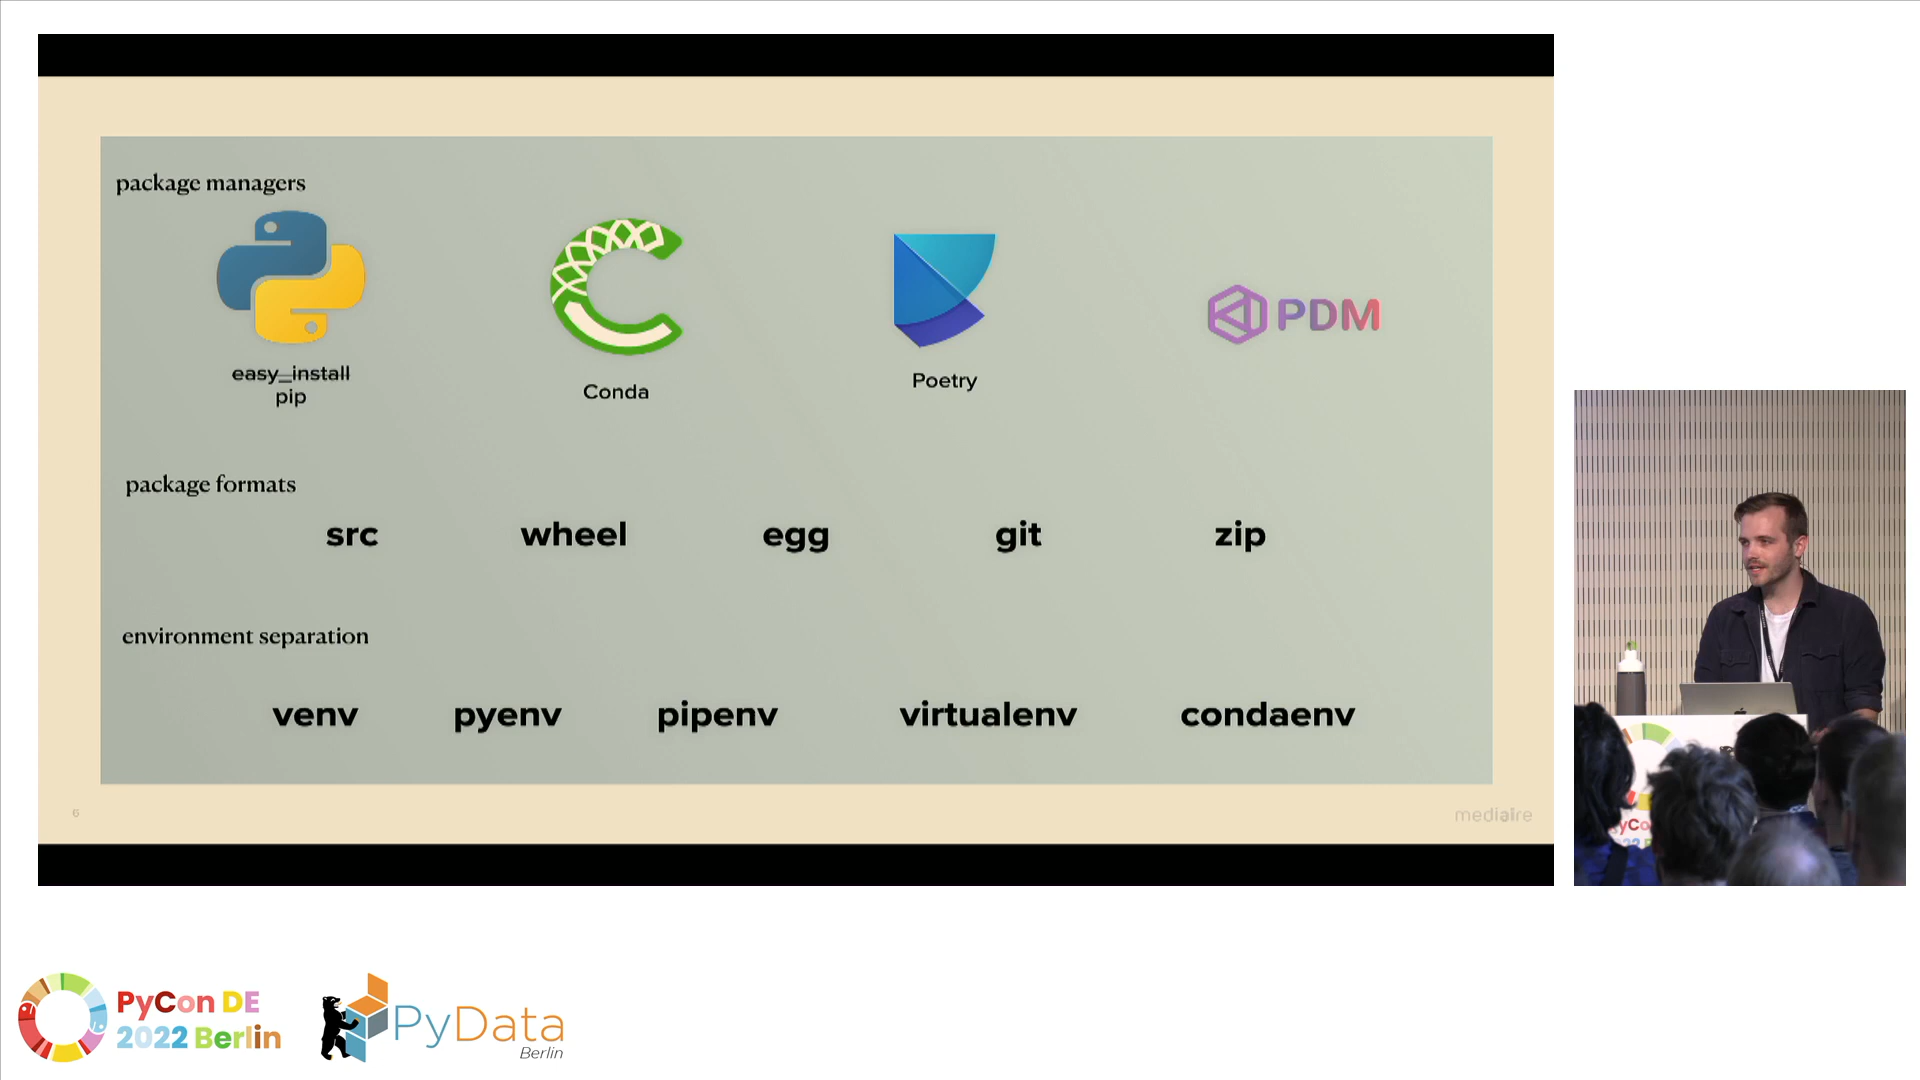 package managers
easy_install
pip
Conda
Poetry
PDM
package formats
src wheel egg git zip
environment separation
venv pyenv pipenv virtualenv condaenv
6
mediaire
PyCon DE
2022 Berlin
PyData
Berlin